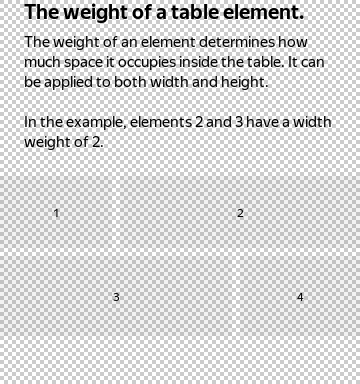 The weight of a table element.
The weight of an element determines how
much space it occupies inside the table. It can
be applied to both width and height.
In the example, elements 2 and 3 have a width
weight of 2.
1
2
3
4